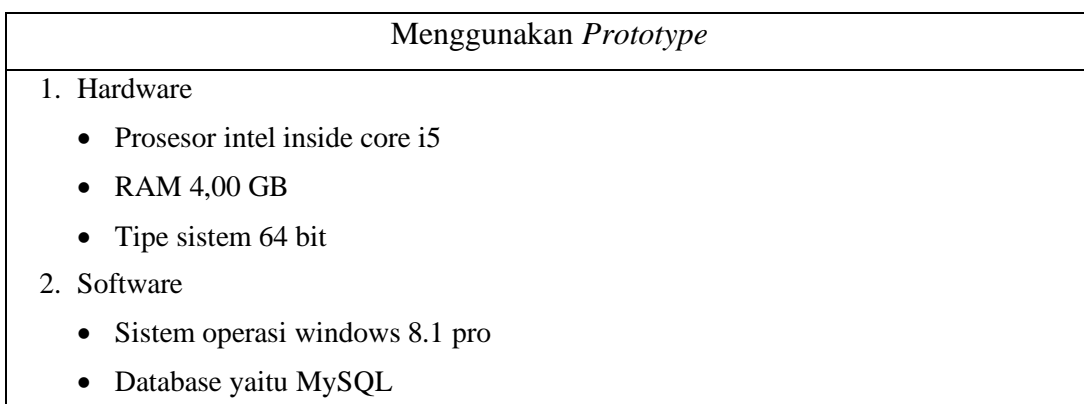 Menggunakan Prototype
1. Hardware
• Prosesor intel inside core i5
• RAM 4,00 GB
• Tipe sistem 64 bit
2. Software
• Sistem operasi windows 8.1 pro
• Database yaitu MySQL